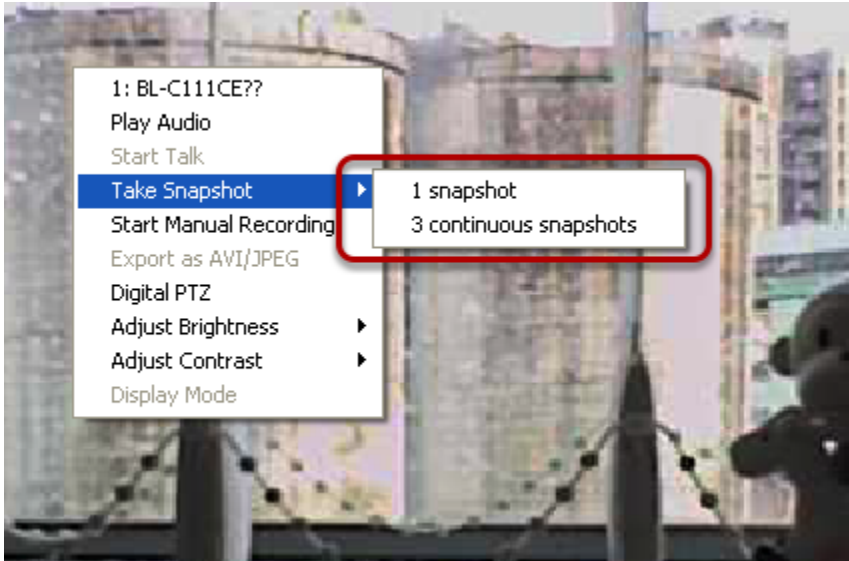 1: BL-C111CE??
Play Audio
Start Talk
Take Snapshot
1 snapshot
3 continuous snapshots
Start Manual Recording
Export as AVI/JPEG
Digital PTZ
Adjust Brightness
Adjust Contrast
Display Mode